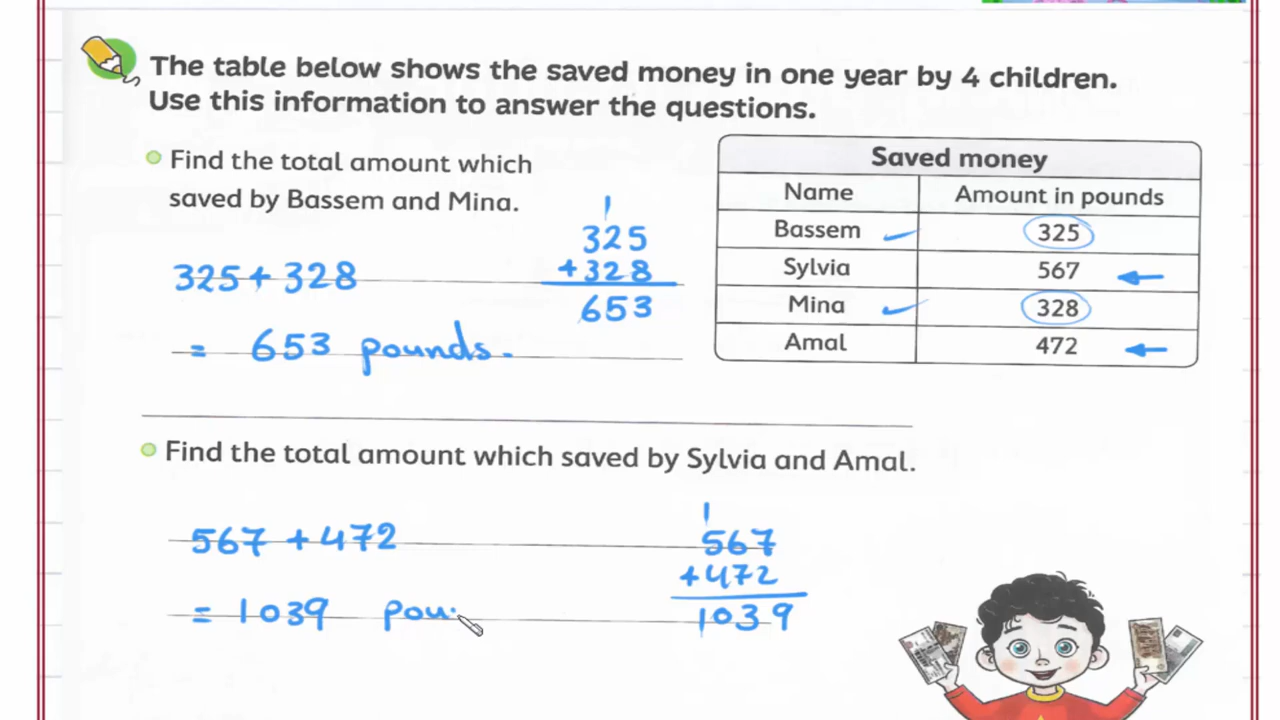 The table below shows the saved money in one year by 4 children.
Use this information to answer the questions.
Find the total amount which
saved by Bassem and Mina.
325 + 328
= 653 pounds.
1
325
+328
653
Saved money
Name Amount in pounds
Bassem 325
Sylvia 567
Mina 328
Amal 472
Find the total amount which saved by Sylvia and Amal.
567 + 472
= 1039 pou
1
567
+472
1039